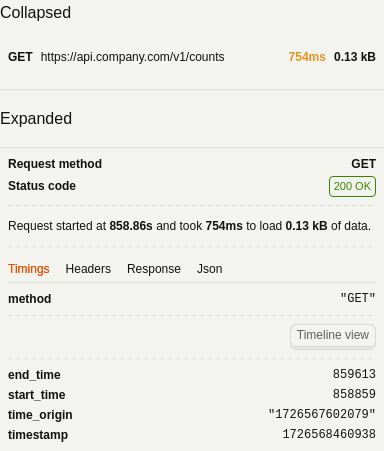 Collapsed
GET https://api.company.com/v1/counts 754ms 0.13 kB
Expanded
Request method GET
Status code 200 OK
Request started at 858.86s and took 754ms to load 0.13 kB of data.
Timings Headers Response Json
method "GET"
Timeline view
end_time 859613
start_time 858859
time_origin "1726567602079"
timestamp 1726568460938